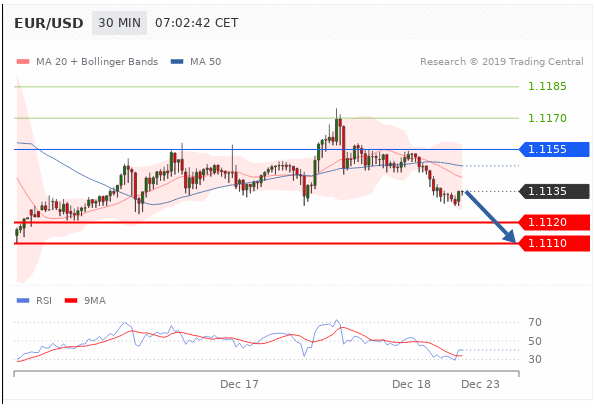 EUR/USD 30 MIN 07:02:42 CET
MA 20 + Bollinger Bands MA 50 Research © 2019 Trading Central
1.1185
1.1170
1.1155
1.1135
1.1120
1.1110
RSI 9MA
70
50
30
Dec 17 Dec 18 Dec 23